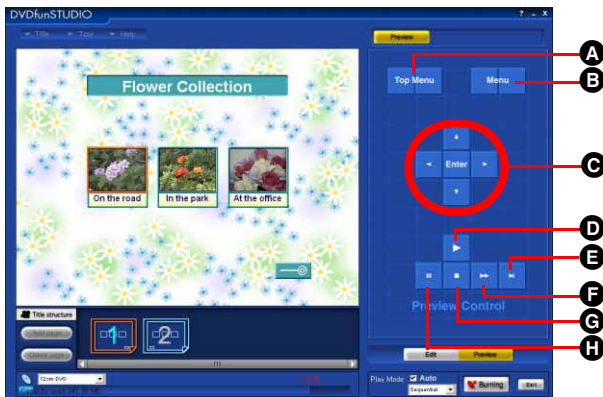 DVDfunSTUDIO
? – x
Title Tool Help
Preview
Flower Collection
On the road In the park At the office
Top Menu Menu
Enter
Preview Control
A
B
C
D
E
F
G
H
Title structure
Add page
Delete page
1 2
Edit Preview
12cm DVD
Play Mode Auto
Sequential
Burning
Exit